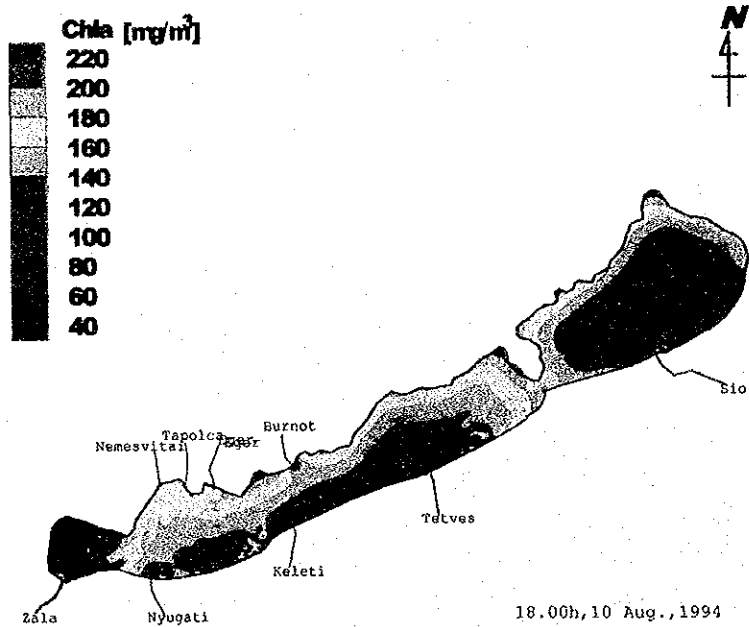 Chla [mg/m³]
220
200
180
160
140
120
100
80
60
40
N
Sio
Burnot
Tapolca
Eger
Nemesvitai
Tetves
Keleti
Zala
Nyugati
18.00h,10 Aug.,1994